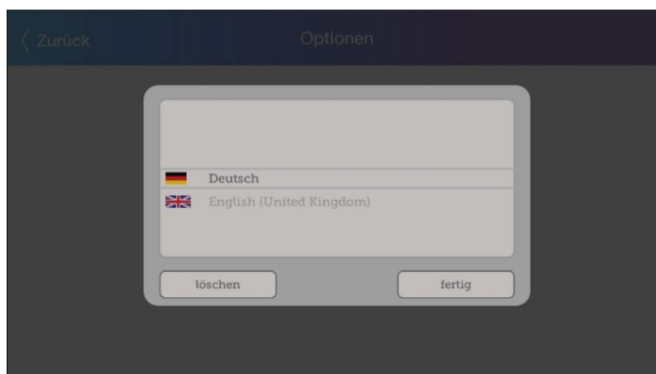 Zurück
Optionen
Deutsch
English (United Kingdom)
löschen
fertig